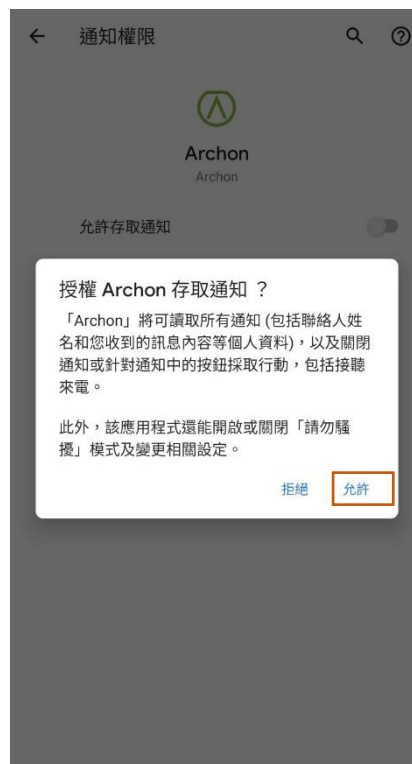 通知權限
Archon
Archon
允許存取通知
授權 Archon 存取通知 ？
「Archon」將可讀取所有通知 (包括聯絡人姓
名和您收到的訊息內容等個人資料)，以及關閉
通知或針對通知中的按鈕採取行動，包括接聽
來電。
此外，該應用程式還能開啟或關閉「請勿騷
擾」模式及變更相關設定。
拒絕 允許